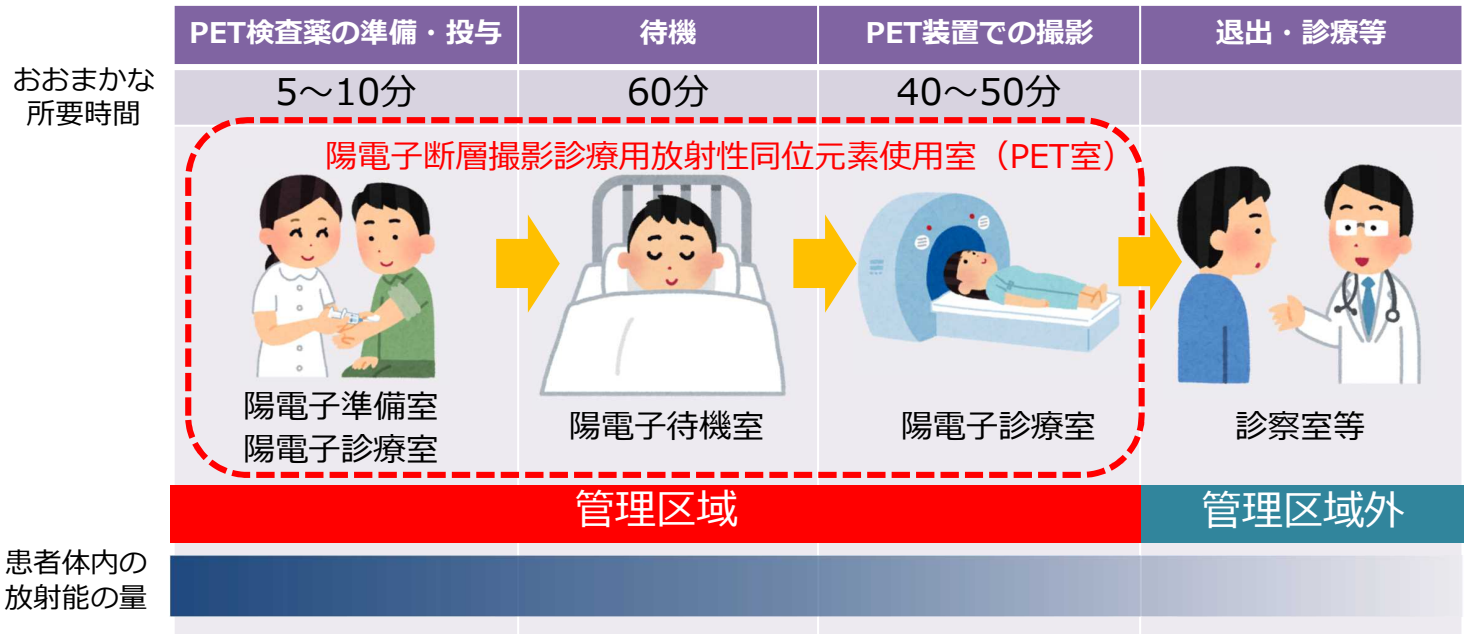 PET検査薬の準備・投与
待機
PET装置での撮影
退出・診療等
おおまかな
所要時間
5～10分
60分
40～50分
陽電子断層撮影診療用放射性同位元素使用室（PET室）
陽電子準備室
陽電子診療室
陽電子待機室
陽電子診療室
診察室等
管理区域
管理区域外
患者体内の
放射能の量